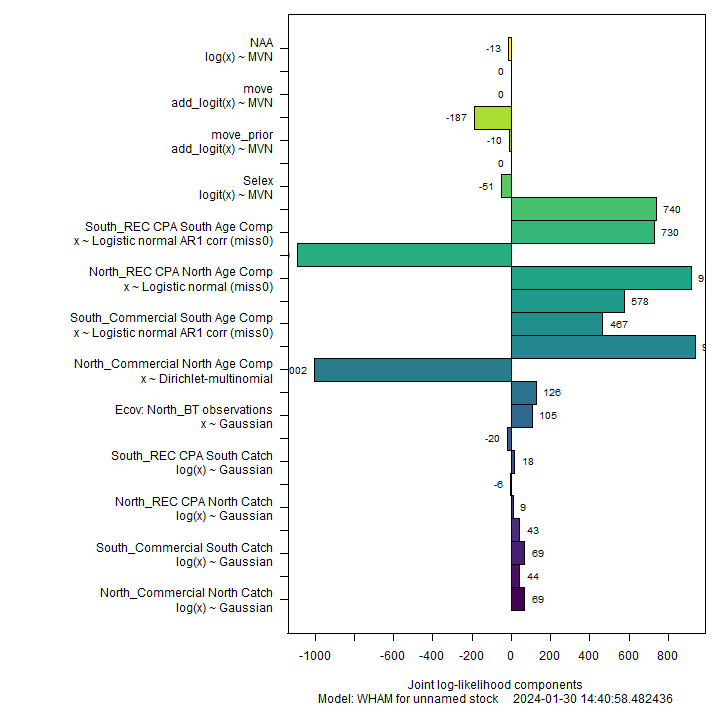 NAA
log(x) ~ MVN
-13
0
move
add_logit(x) ~ MVN
0
-187
move_prior
add_logit(x) ~ MVN
-10
0
Selex
logit(x) ~ MVN
-51
740
South_REC CPA South Age Comp
x ~ Logistic normal AR1 corr (miss0)
730
North_REC CPA North Age Comp
x ~ Logistic normal (miss0)
9
578
South_Commercial South Age Comp
x ~ Logistic normal AR1 corr (miss0)
467
9
North_Commercial North Age Comp
x ~ Dirichlet-multinomial
002
126
Ecov: North_BT observations
x ~ Gaussian
105
-20
South_REC CPA South Catch
log(x) ~ Gaussian
18
-6
North_REC CPA North Catch
log(x) ~ Gaussian
9
43
South_Commercial South Catch
log(x) ~ Gaussian
69
44
North_Commercial North Catch
log(x) ~ Gaussian
69
-1000 -600 -400 -200 0 200 400 600 800
Joint log-likelihood components
Model: WHAM for unnamed stock 2024-01-30 14:40:58.482436